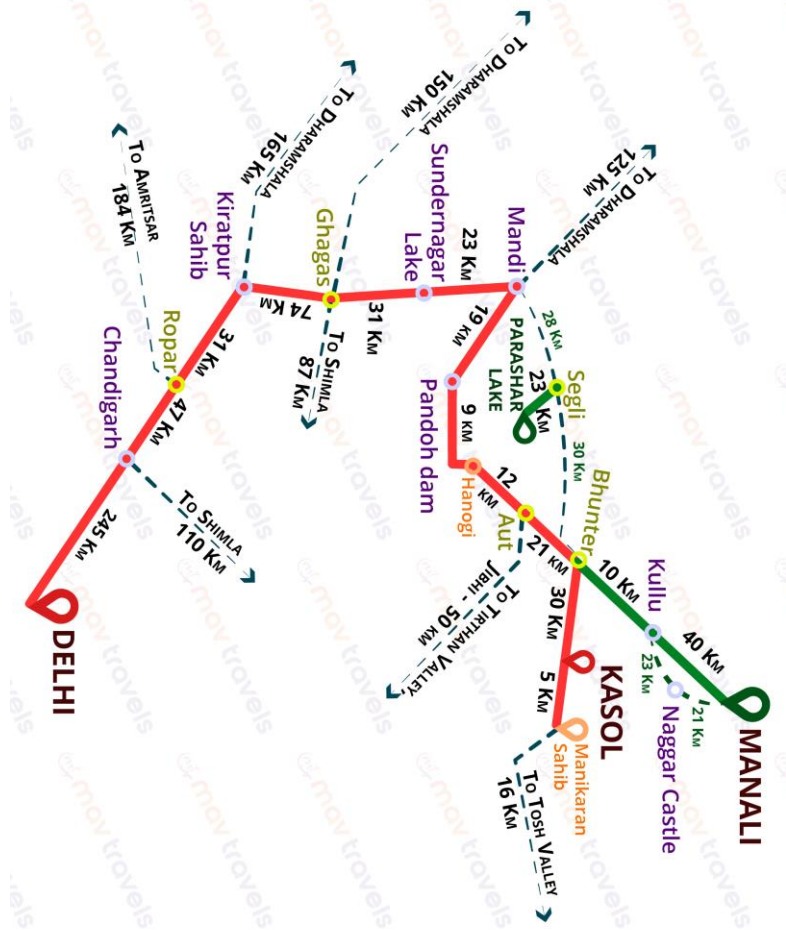 MANALI
21 Km
40 Km
Naggar Castle
23 Km
Kullu
10 Km
To Dharamshala
125 Km
KASOL
Manikaran
Sahib
5 Km
30 Km
Bhunter
30 Km
Segli
28 Km
23 Km
PARASHAR
LAKE
Mandi
21 KM
Aut
12 KM
Hanogi
9 KM
19 KM
Pandoh dam
To Tosh Valley
16 Km
To Tirthan Valley,
Jibhi - 50 km
23 Km
Sundernagar
Lake
To Dharamshala
150 Km
31 Km
Ghagas
To Shimla
87 Km
74 Km
To Dharamshala
165 Km
Kiratpur
Sahib
31 Km
Ropar
47 Km
To Amritsar
184 Km
Chandigarh
To Shimla
110 Km
245 Km
DELHI